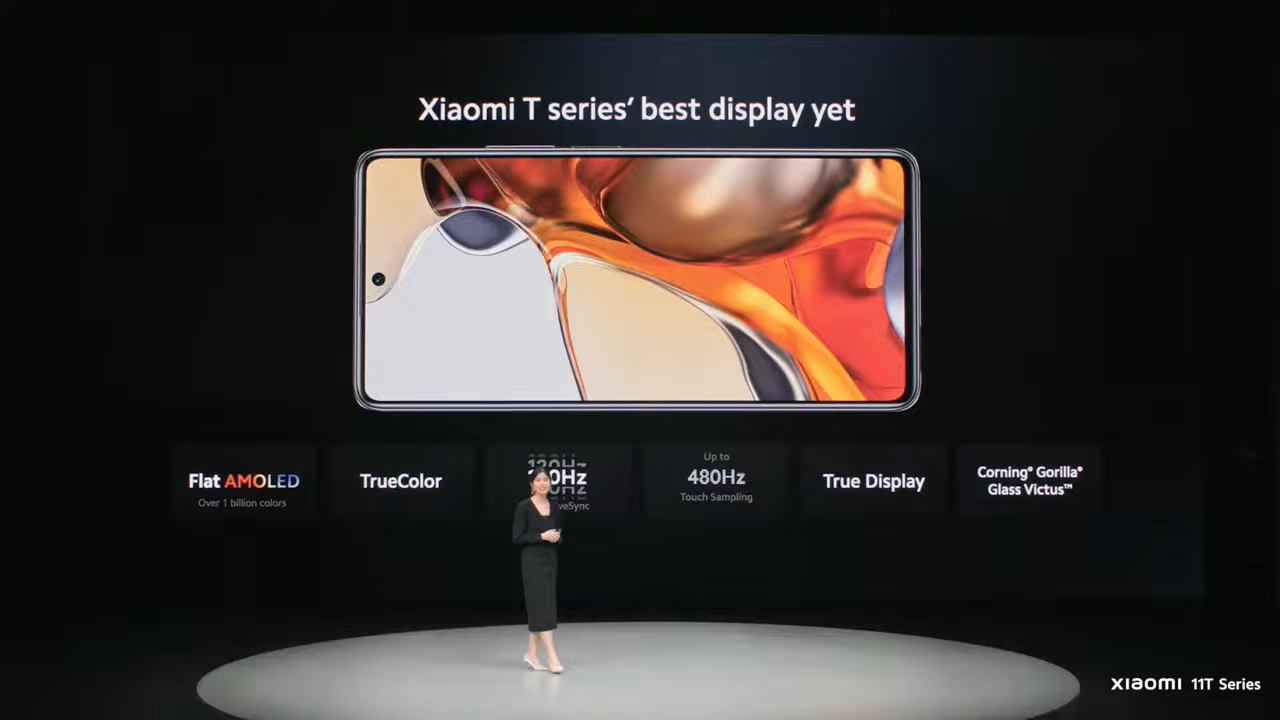 Xiaomi T series' best display yet
Flat AMOLED
Over 1 billion colors
TrueColor
120Hz
Up to
480Hz
Touch Sampling
True Display
Corning® Gorilla®
Glass Victus™
xiaomi 11T Series